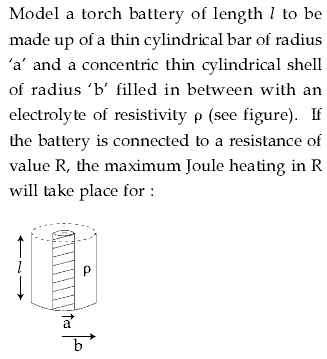 Model a torch battery of length l to be
made up of a thin cylindrical bar of radius
'a' and a concentric thin cylindrical shell
of radius 'b' filled in between with an
electrolyte of resistivity ρ (see figure). If
the battery is connected to a resistance of
value R, the maximum Joule heating in R
will take place for :
l
ρ
a
b